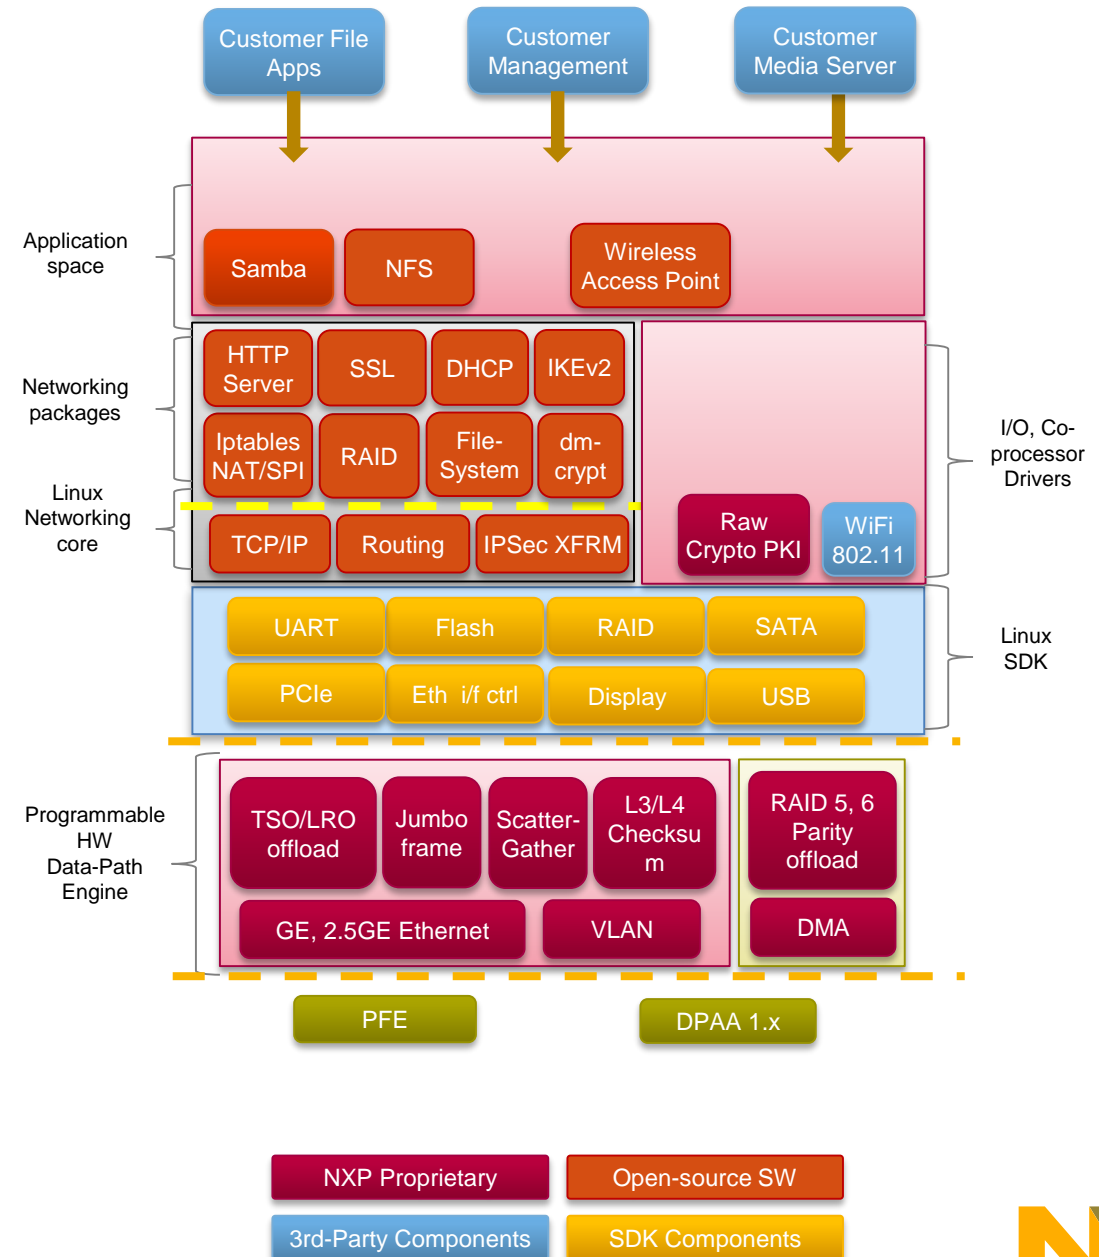 Customer File
Apps
Customer
Management
Customer
Media Server
Application
space
Samba
NFS
Wireless
Access Point
Networking
packages
HTTP
Server
SSL
DHCP
IKEv2
Iptables
NAT/SPI
RAID
File-
System
dm-
crypt
I/O, Co-
processor
Drivers
Linux
Networking
core
TCP/IP
Routing
IPSec XFRM
Raw
Crypto PKI
WiFi
802.11
UART
Flash
RAID
SATA
PCIe
Eth i/f ctrl
Display
USB
Linux
SDK
Programmable
HW
Data-Path
Engine
TSO/LRO
offload
Jumbo
frame
Scatter-
Gather
L3/L4
Checksu
m
RAID 5, 6
Parity
offload
GE, 2.5GE Ethernet
VLAN
DMA
PFE
DPAA 1.x
NXP Proprietary
Open-source SW
3rd-Party Components
SDK Components